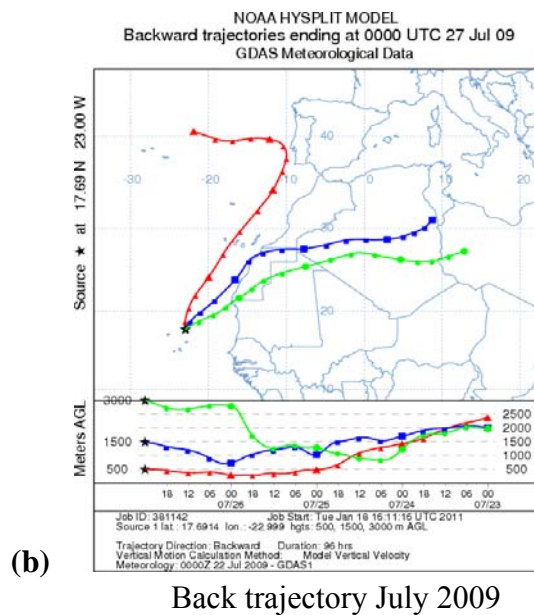 NOAA HYSPLIT MODEL
Backward trajectories ending at 0000 UTC 27 Jul 09
GDAS Meteorological Data
Source ★ at 17.69 N 23.00 W
40
-30 -20 -10 0 10 20
30
20
Meters AGL
3000
1500
500
2500
2000
1500
1000
500
18 12 06 00 18 12 06 00 18 12 06 00 18 12 06 00
07/26 07/25 07/24 07/23
Job ID: 381142 Job Start: Tue Jan 18 16:11:16 UTC 2011
Source 1 lat.: 17.6914 lon.: -22.999 hgts: 500, 1500, 3000 m AGL
Trajectory Direction: Backward Duration: 96 hrs
Vertical Motion Calculation Method: Model Vertical Velocity
Meteorology: 0000Z 22 Jul 2009 - GDAS1
(b)
Back trajectory July 2009